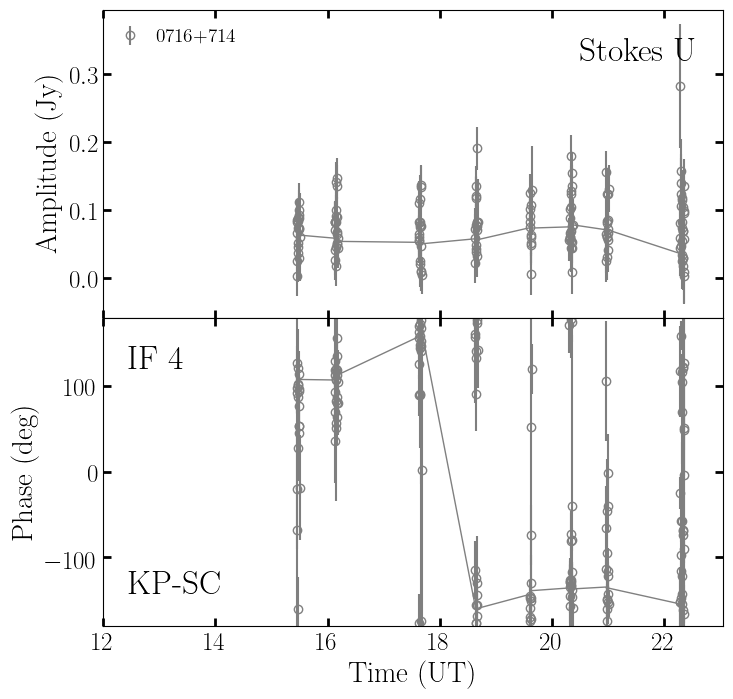 0716+714
Stokes U
0.3
0.2
0.1
0.0
Amplitude (Jy)
IF 4
100
0
−100
Phase (deg)
KP-SC
12 14 16 18 20 22
Time (UT)